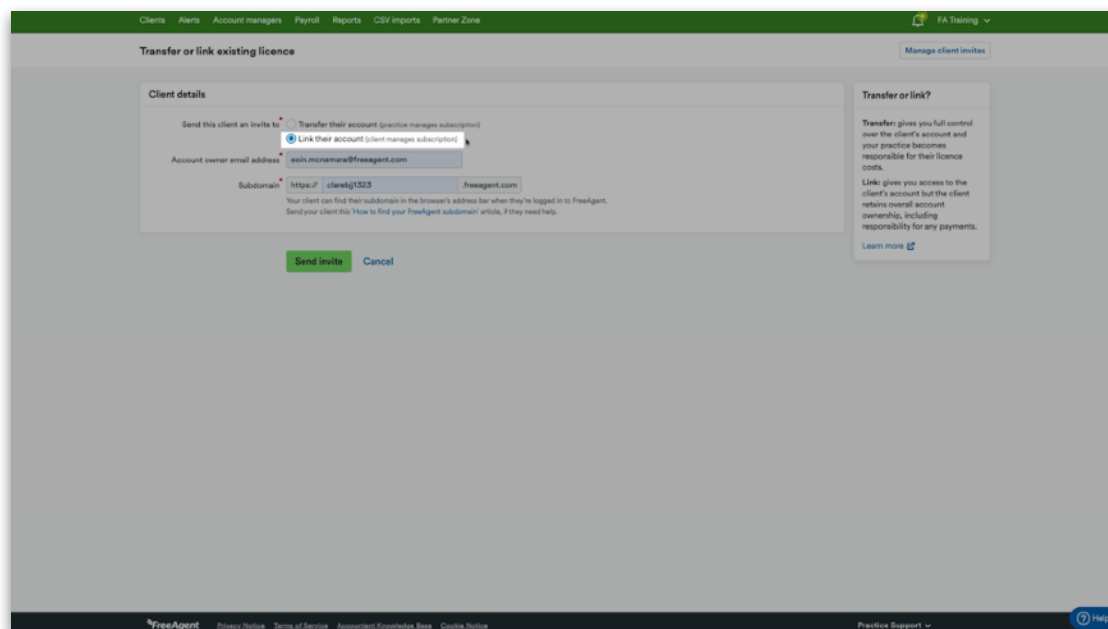 Clients Alerts Account managers Payroll Reports CSV imports Partner Zone FA Training
Transfer or link existing licence
Manage client invites
Client details
Send this client an invite to * Transfer their account (practice manages subscription)
Link their account (client manages subscription)
Account owner email address * eoin.mcnamara@freeagent.com
Subdomain * https:// clarebjj1323 .freeagent.com
Your client can find their subdomain in the browser's address bar when they're logged in to FreeAgent.
Send your client this 'How to find your FreeAgent subdomain' article, if they need help.
Send invite Cancel
Transfer or link?
Transfer: gives you full control
over the client's account and
your practice becomes
responsible for their licence
costs.
Link: gives you access to the
client's account but the client
retains overall account
ownership, including
responsibility for any payments.
Learn more
FreeAgent Privacy Notice Terms of Service Accountant Knowledge Base Cookie Notice Practice Support
Help